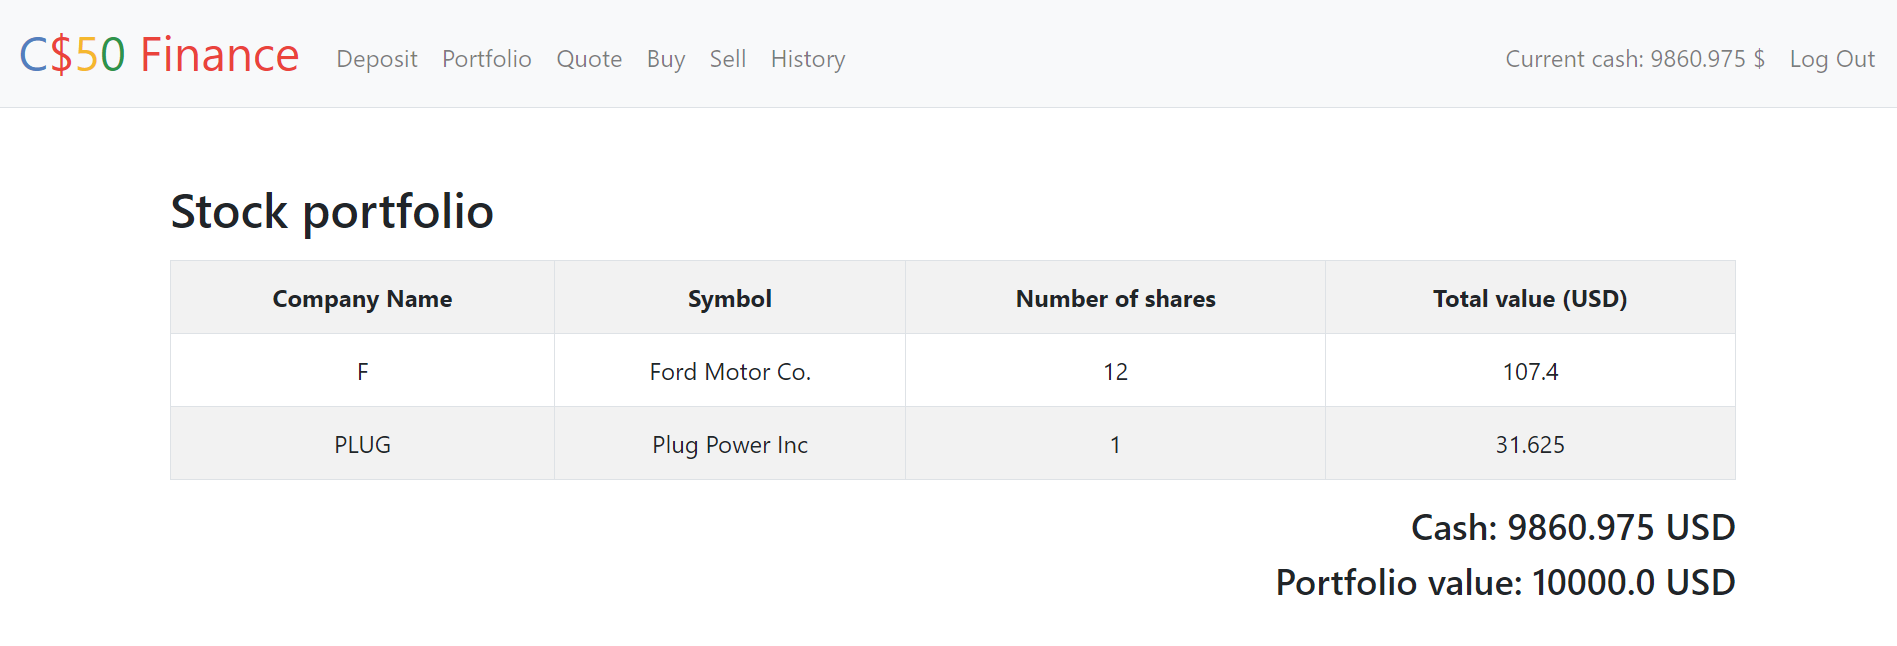 C$50 Finance Deposit Portfolio Quote Buy Sell History Current cash: 9860.975 $ Log Out
Stock portfolio
Company Name Symbol Number of shares Total value (USD)
F Ford Motor Co. 12 107.4
PLUG Plug Power Inc 1 31.625
Cash: 9860.975 USD
Portfolio value: 10000.0 USD